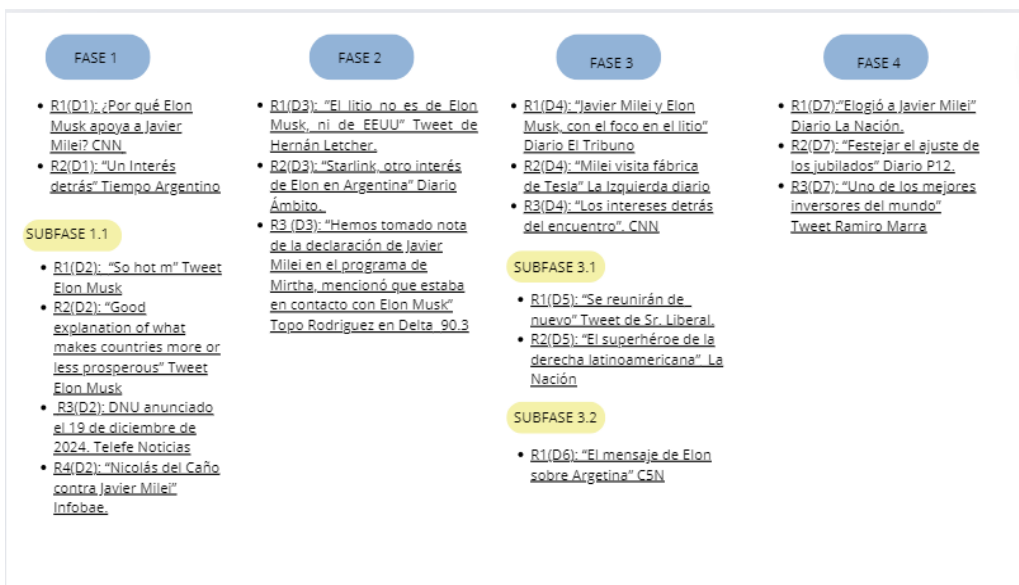 FASE 1
• R1(D1): ¿Por qué Elon
Musk apoya a Javier
Milei? CNN
• R2(D1): “Un Interés
detrás” Tiempo Argentino
SUBFASE 1.1
• R1(D2): “So hot m” Tweet
Elon Musk
• R2(D2): “Good
explanation of what
makes countries more or
less prosperous” Tweet
Elon Musk
• R3(D2): DNU anunciado
el 19 de diciembre de
2024. Telefe Noticias
• R4(D2): “Nicolás del Caño
contra Javier Milei”
Infobae.
FASE 2
• R1(D3): “El litio no es de Elon
Musk, ni de EEUU” Tweet de
Hernán Letcher.
• R2(D3): “Starlink, otro interés
de Elon en Argentina” Diario
Ámbito.
• R3 (D3): “Hemos tomado nota
de la declaración de Javier
Milei en el programa de
Mirtha, mencionó que estaba
en contacto con Elon Musk”
Topo Rodriguez en Delta 90.3
FASE 3
• R1(D4): “Javier Milei y Elon
Musk, con el foco en el litio”
Diario El Tribuno
• R2(D4): “Milei visita fábrica
de Tesla” La Izquierda diario
• R3(D4): “Los intereses detrás
del encuentro”. CNN
SUBFASE 3.1
• R1(D5): “Se reunirán de
nuevo” Tweet de Sr. Liberal.
• R2(D5): “El superhéroe de la
derecha latinoamericana” La
Nación
SUBFASE 3.2
• R1(D6): “El mensaje de Elon
sobre Argetina” C5N
FASE 4
• R1(D7):“Elogió a Javier Milei”
Diario La Nación.
• R2(D7): “Festejar el ajuste de
los jubilados” Diario P12.
• R3(D7): “Uno de los mejores
inversores del mundo”
Tweet Ramiro Marra